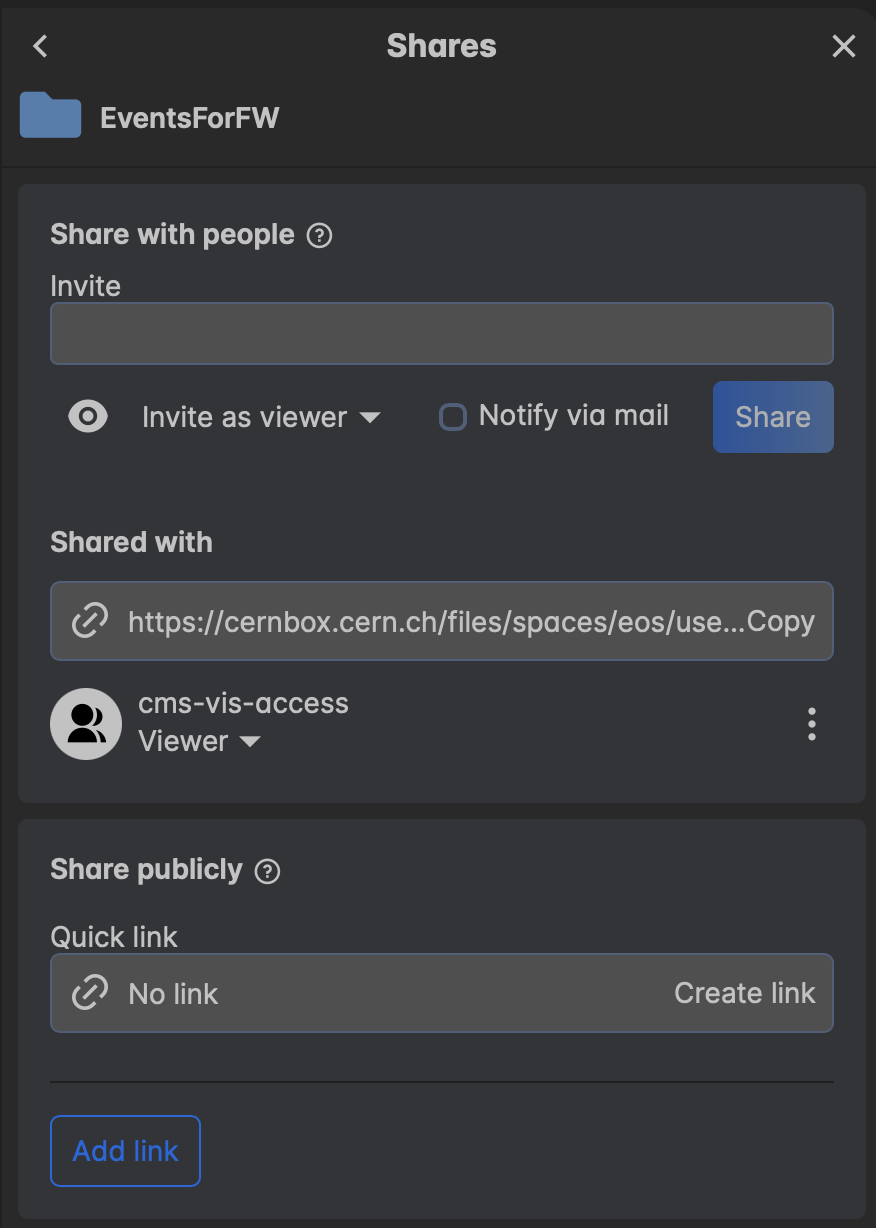 Shares
EventsForFW
Share with people
Invite
Invite as viewer Notify via mail Share
Shared with
https://cernbox.cern.ch/files/spaces/eos/use...Copy
cms-vis-access
Viewer
Share publicly
Quick link
No link Create link
Add link